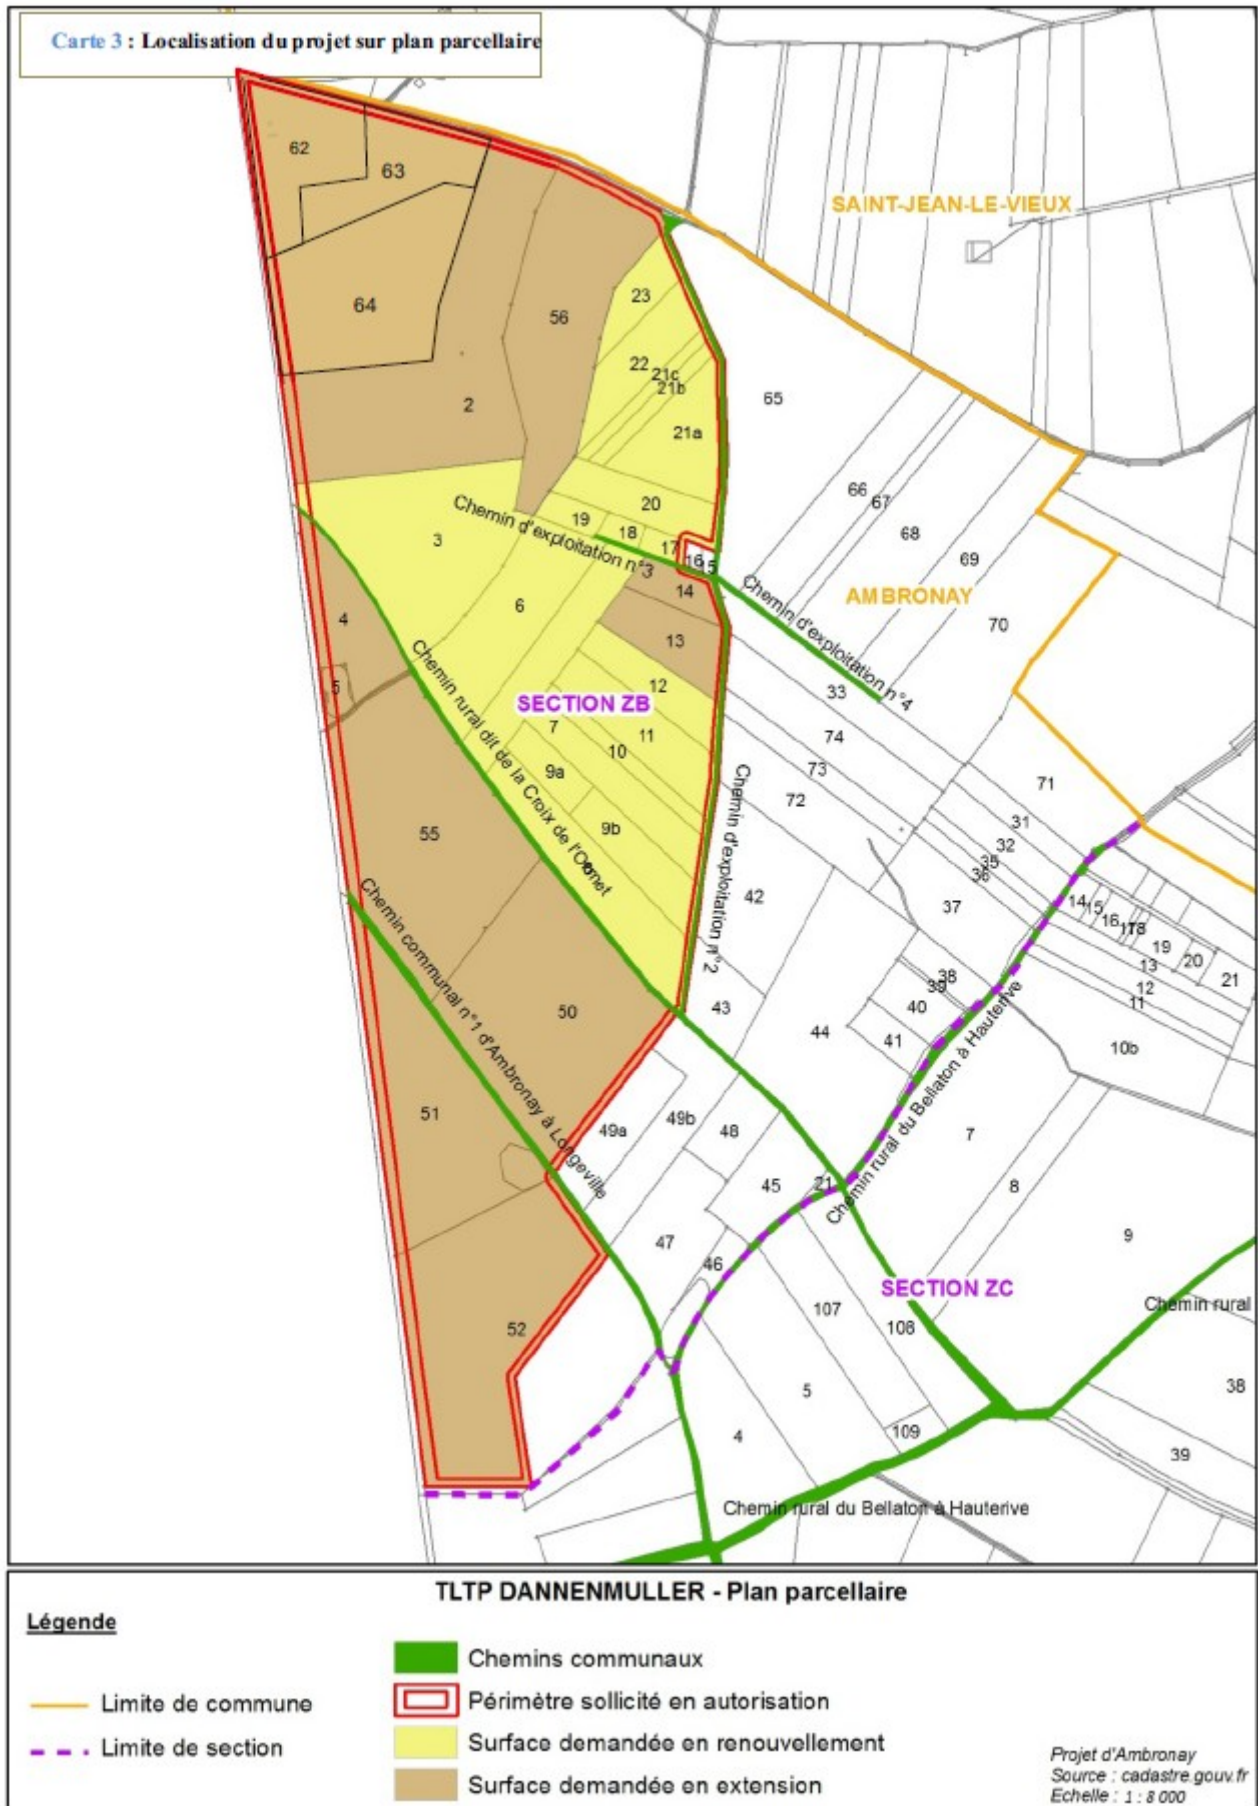 Carte 3 : Localisation du projet sur plan parcellaire
62
63
SAINT-JEAN-LE-VIEUX
64
56
23
22
21c
21b
21a
2
65
66
67
68
69
70
20
19
18
17
16
15
Chemin d'exploitation n°3
3
6
14
13
4
5
AMBRONAY
Chemin d'exploitation n°4
33
SECTION ZB
12
7
11
10
9a
9b
Chemin rural dit de la Croix de l'Ormet
74
73
72
71
31
32
35
36
37
55
Chemin d'exploitation n°2
42
14
15
16
17
18
19
20
21
13
12
11
10b
Chemin communal n°1 d'Ambronay à Longeville
50
43
44
38
39
40
41
Chemin rural du Bellaton à Hauterive
51
49a
49b
48
45
21
7
8
9
47
46
SECTION ZC
107
108
Chemin rural
52
5
38
4
109
39
Chemin rural du Bellaton à Hauterive
TLTP DANNENMULLER - Plan parcellaire
Légende
Limite de commune
Limite de section
Chemins communaux
Périmètre sollicité en autorisation
Surface demandée en renouvellement
Surface demandée en extension
Projet d'Ambronay
Source : cadastre.gouv.fr
Echelle : 1 : 8 000